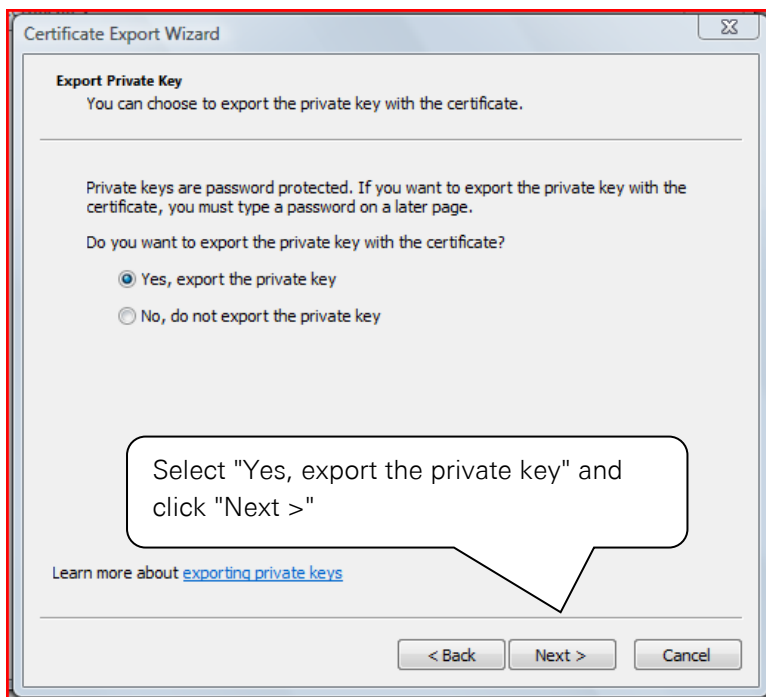 Certificate Export Wizard
Export Private Key
You can choose to export the private key with the certificate.
Private keys are password protected. If you want to export the private key with the
certificate, you must type a password on a later page.
Do you want to export the private key with the certificate?
Yes, export the private key
No, do not export the private key
Select "Yes, export the private key" and
click "Next >"
Learn more about exporting private keys
< Back Next > Cancel